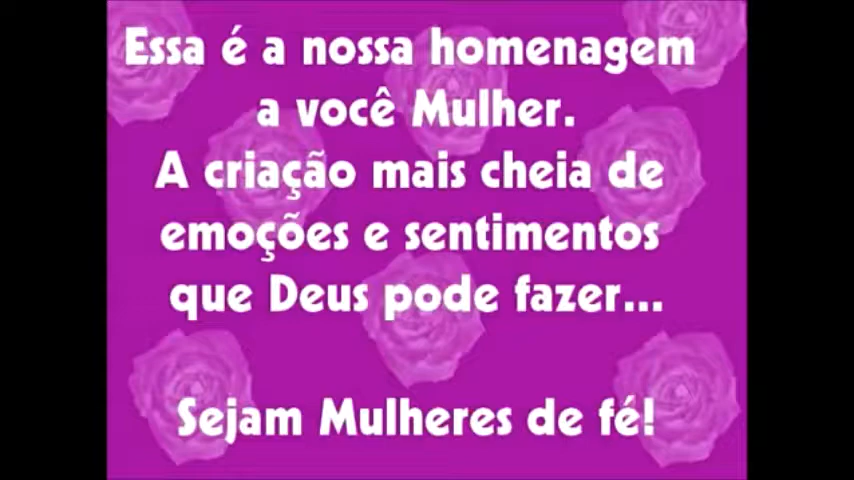 Essa é a nossa homenagem
a você Mulher.
A criação mais cheia de
emoções e sentimentos
que Deus pode fazer...
Sejam Mulheres de fé!